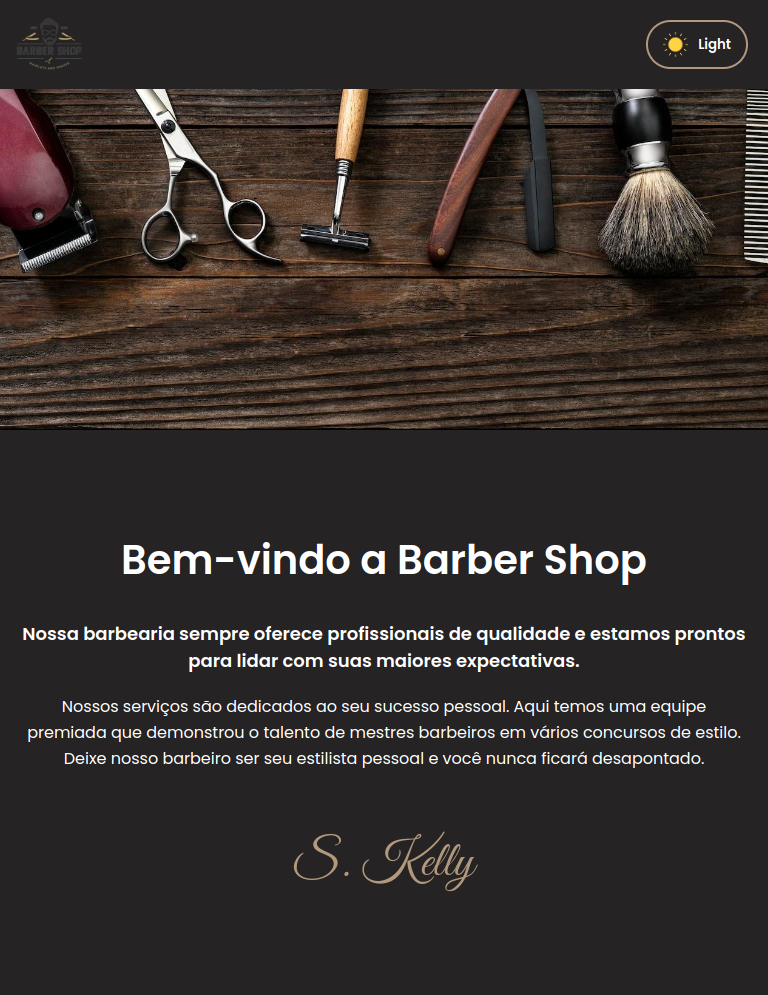 BARBER SHOP
Light
Bem-vindo a Barber Shop
Nossa barbearia sempre oferece profissionais de qualidade e estamos prontos
para lidar com suas maiores expectativas.
Nossos serviços são dedicados ao seu sucesso pessoal. Aqui temos uma equipe
premiada que demonstrou o talento de mestres barbeiros em vários concursos de estilo.
Deixe nosso barbeiro ser seu estilista pessoal e você nunca ficará desapontado.
S. Kelly